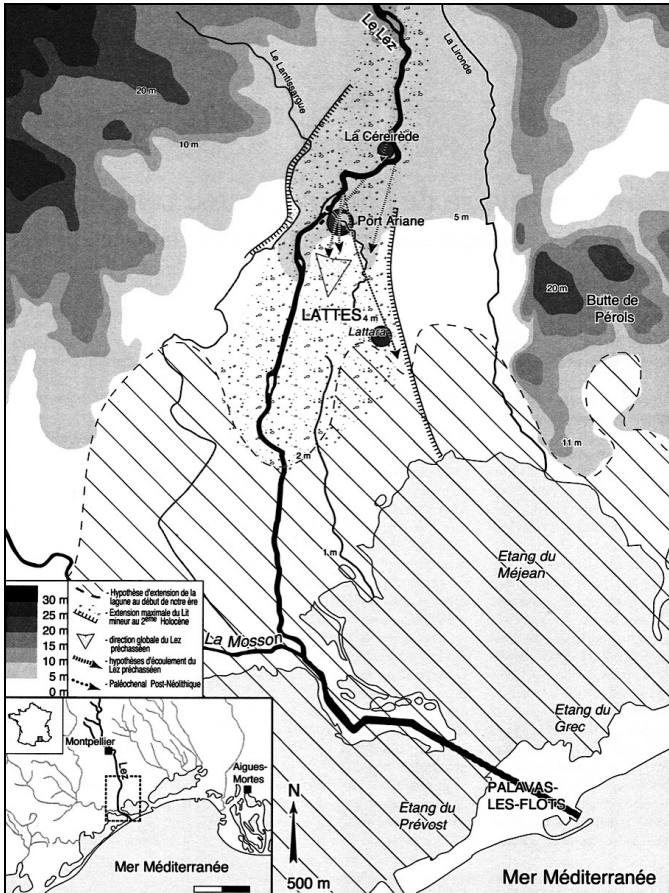 Le Lez
La Lironde
Le Lantissargue
20 m
10 m
La Céreirède
Pôrt Ariane
5 m
20 m
Butte de
Pérols
LATTES
4 m
Lattara
11 m
2 m
1 m
Etang du
Méjean
30 m
25 m
20 m
15 m
10 m
5 m
0 m
- Hypothèse d'extension de la
lagune au début de notre ère
- Extension maximale du Lit
mineur au 2ème Holocène
- direction globale du Lez
préchasséen
- hypothèses d'écoulement du
Lez préchasséen
- Paléochenal Post-Néolithique
La Mosson
Etang du
Grec
PALAVAS-
LES-FLOTS
Etang du
Prévost
Montpellier
Lez
Aigues-
Mortes
Mer Méditerranée
N
500 m
Mer Méditerranée